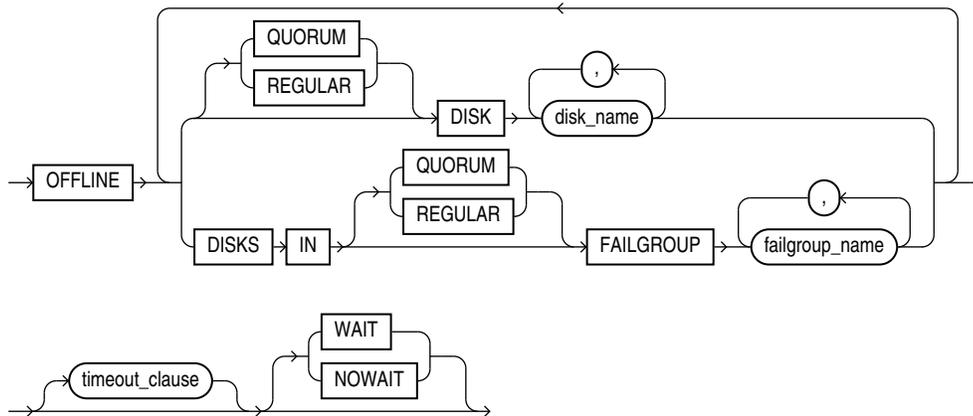 QUORUM
REGULAR
,
DISK
disk_name
OFFLINE
QUORUM
REGULAR
,
DISKS
IN
FAILGROUP
failgroup_name
WAIT
timeout_clause
NOWAIT